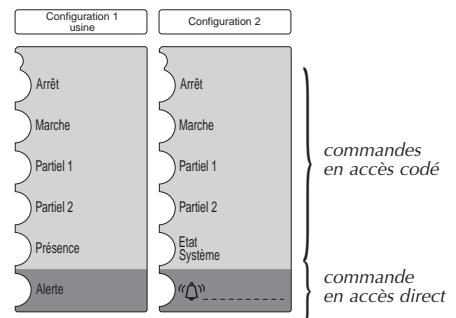 Configuration 1
usine
Configuration 2
Arrêt
Marche
Partiel 1
Partiel 2
Présence
Alerte
Arrêt
Marche
Partiel 1
Partiel 2
Etat
Système
commandes
en accès codé
commande
en accès direct